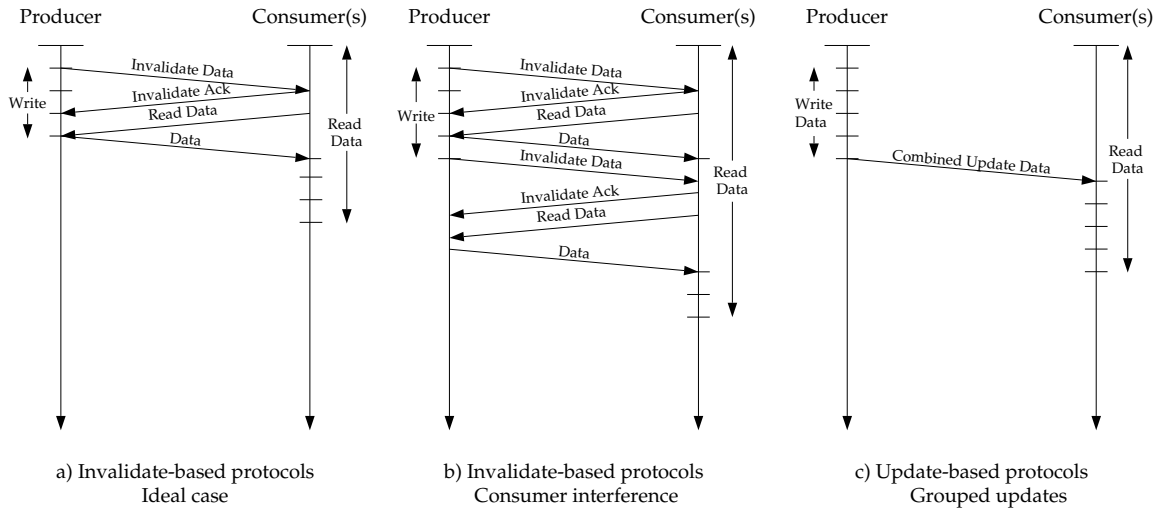 Producer
Consumer(s)
Invalidate Data
Invalidate Ack
Read Data
Data
Write
Read
Data
a) Invalidate-based protocols
Ideal case
Producer
Consumer(s)
Invalidate Data
Invalidate Ack
Read Data
Data
Invalidate Data
Invalidate Ack
Read Data
Data
Write
Read
Data
b) Invalidate-based protocols
Consumer interference
Producer
Consumer(s)
Write
Data
Combined Update Data
Read
Data
c) Update-based protocols
Grouped updates